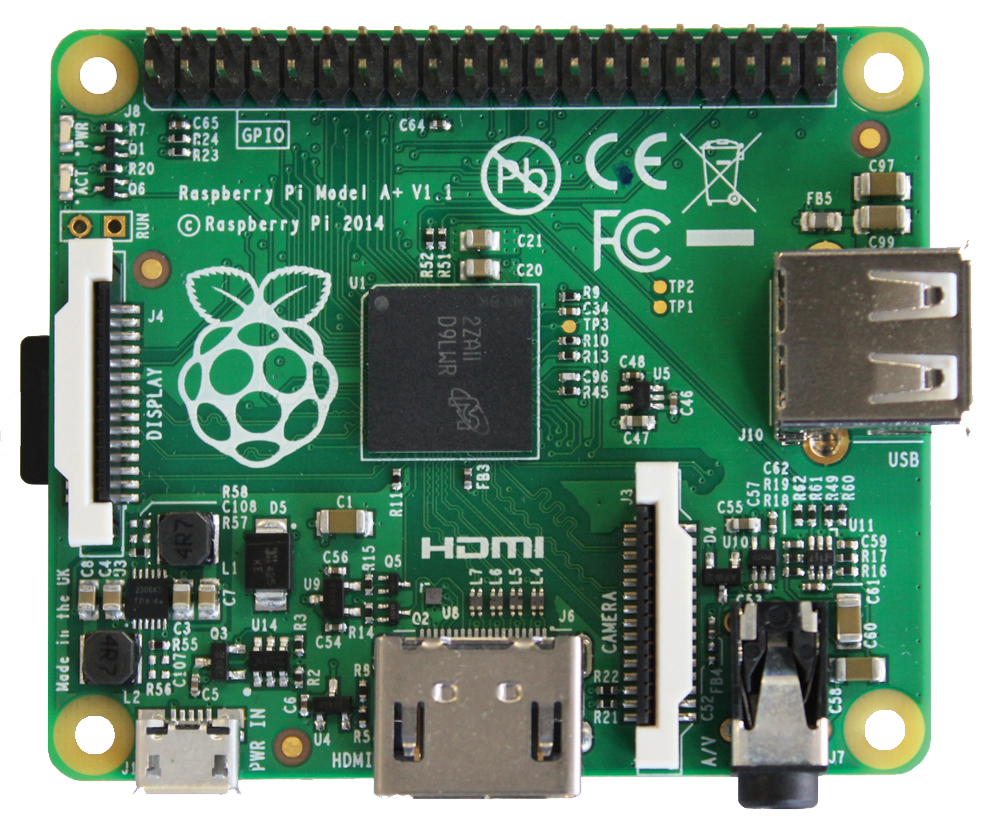 J8
PWR
R7
Q1
R20
ACT
Q6
RUN
C65
R24
R23
GPIO
C64
Pb
CE
FC
C97
FB5
C99
Raspberry Pi Model A+ V1.1
© Raspberry Pi 2014
R52
R51
C21
C20
U1
2ZAII
D9LWR
R9
C34
TP3
R10
R13
C96
R45
TP2
TP1
C48
U5
C46
C47
J4
DISPLAY
J10
USB
R11
FB3
R58
C108
R57
D5
C1
4R7
L1
C8
C4
U3
C7
C3
Made in the UK
4R7
L2
R55
R56
C107
Q3
C5
U14
R3
U9
C56
R15
Q5
C54
R14
Q2
U8
HDMI
L7
L6
L5
L4
J6
R2
C6
U4
HDMI
PWR IN
J3
CAMERA
R22
R21
C62
R19
R18
C57
C55
R62
R61
R49
R60
U11
D4
U10
C59
R17
R16
C61
C60
C58
C52
FB4
A/V
J7